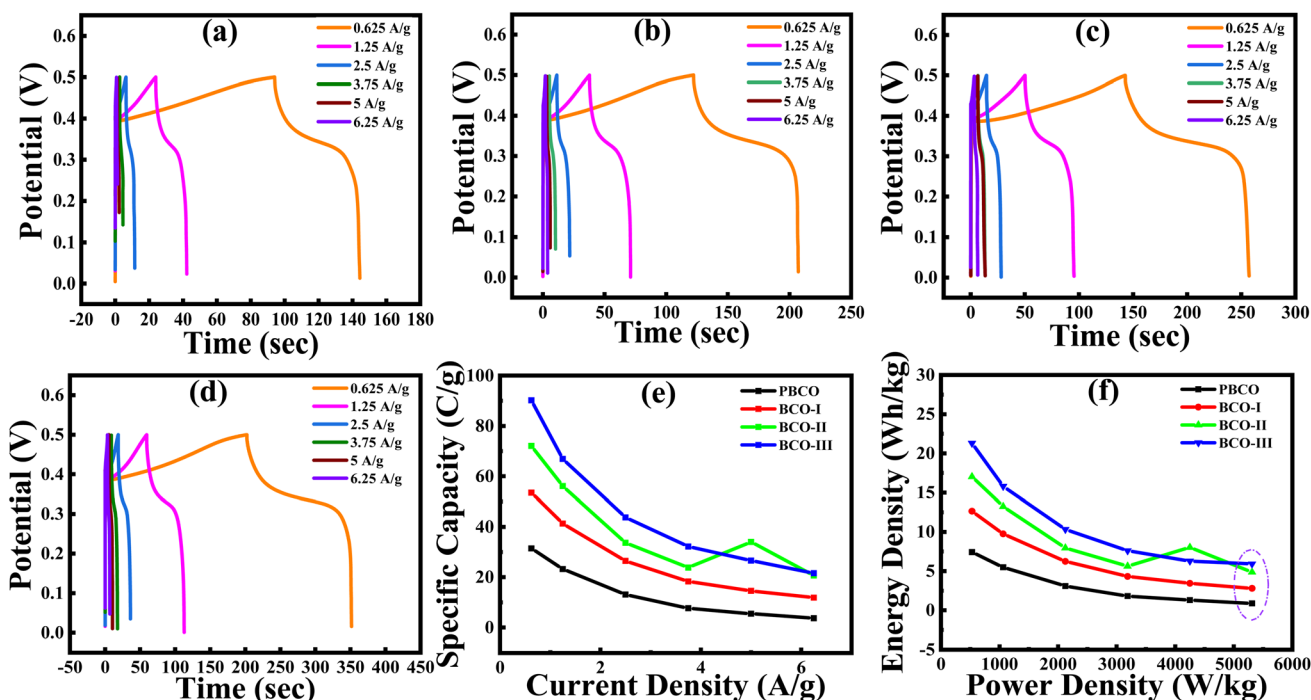 (a)
0.625 A/g
1.25 A/g
2.5 A/g
3.75 A/g
5 A/g
6.25 A/g
Potential (V)
0.6
0.5
0.4
0.3
0.2
0.1
0.0
-20 0 20 40 60 80 100 120 140 160 180
Time (sec)
(b)
0.625 A/g
1.25 A/g
2.5 A/g
3.75 A/g
5 A/g
6.25 A/g
Potential (V)
0.6
0.5
0.4
0.3
0.2
0.1
0.0
-50 0 50 100 150 200 250
Time (sec)
(c)
0.625 A/g
1.25 A/g
2.5 A/g
3.75 A/g
5 A/g
6.25 A/g
Potential (V)
0.6
0.5
0.4
0.3
0.2
0.1
0.0
-50 0 50 100 150 200 250 300
Time (sec)
(d)
0.625 A/g
1.25 A/g
2.5 A/g
3.75 A/g
5 A/g
6.25 A/g
Potential (V)
0.6
0.5
0.4
0.3
0.2
0.1
0.0
-50 0 50 100 150 200 250 300 350 400 450
Time (sec)
(e)
PBCO
BCO-I
BCO-II
BCO-III
Specific Capacity (C/g)
100
80
60
40
20
0
0 2 4 6
Current Density (A/g)
(f)
PBCO
BCO-I
BCO-II
BCO-III
Energy Density (Wh/kg)
30
25
20
15
10
5
0
-5
0 1000 2000 3000 4000 5000 6000
Power Density (W/kg)